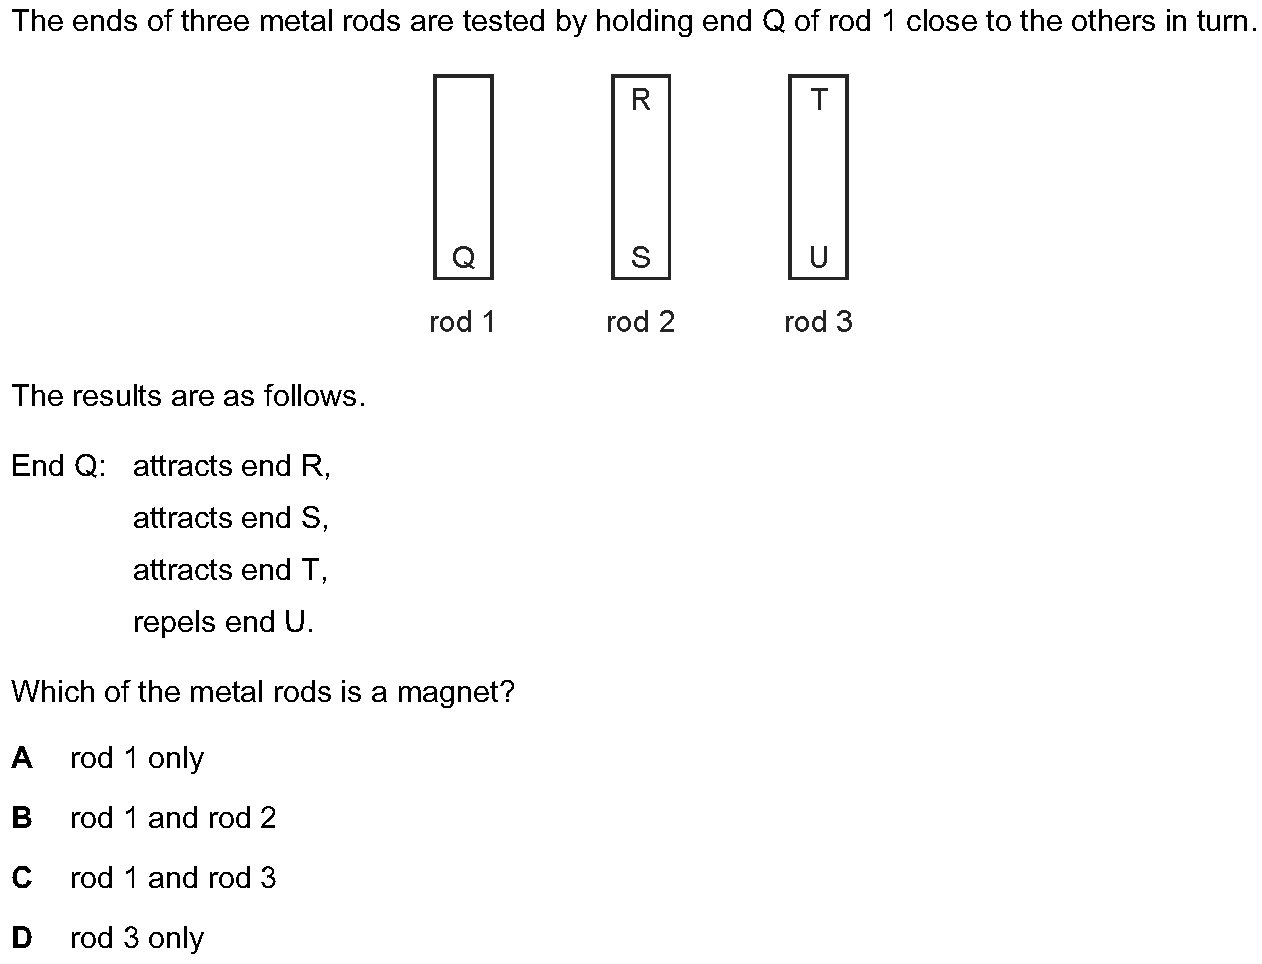 The ends of three metal rods are tested by holding end Q of rod 1 close to the others in turn.
R T
Q S U
rod 1 rod 2 rod 3
The results are as follows.
End Q: attracts end R,
attracts end S,
attracts end T,
repels end U.
Which of the metal rods is a magnet?
A rod 1 only
B rod 1 and rod 2
C rod 1 and rod 3
D rod 3 only